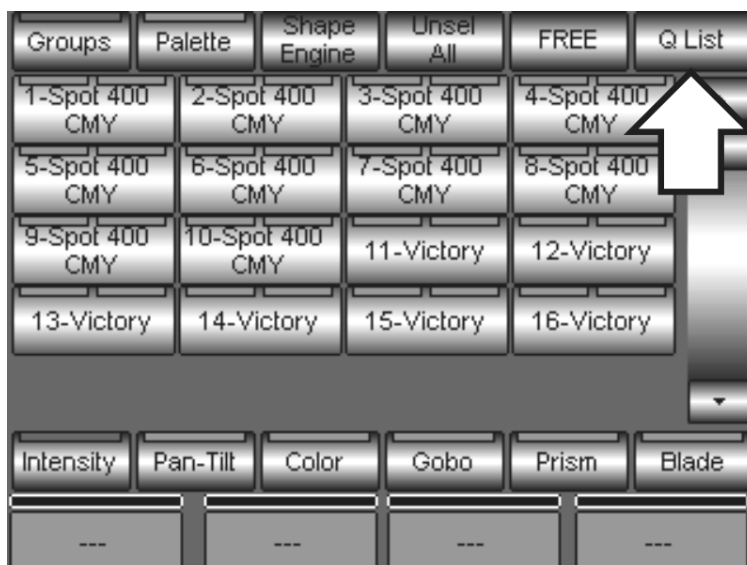 Groups Palette Shape Engine Unsel All FREE Q List
1-Spot 400 CMY 2-Spot 400 CMY 3-Spot 400 CMY 4-Spot 400 CMY
5-Spot 400 CMY 6-Spot 400 CMY 7-Spot 400 CMY 8-Spot 400 CMY
9-Spot 400 CMY 10-Spot 400 CMY 11-Victory 12-Victory
13-Victory 14-Victory 15-Victory 16-Victory
Intensity Pan-Tilt Color Gobo Prism Blade
--- --- --- ---